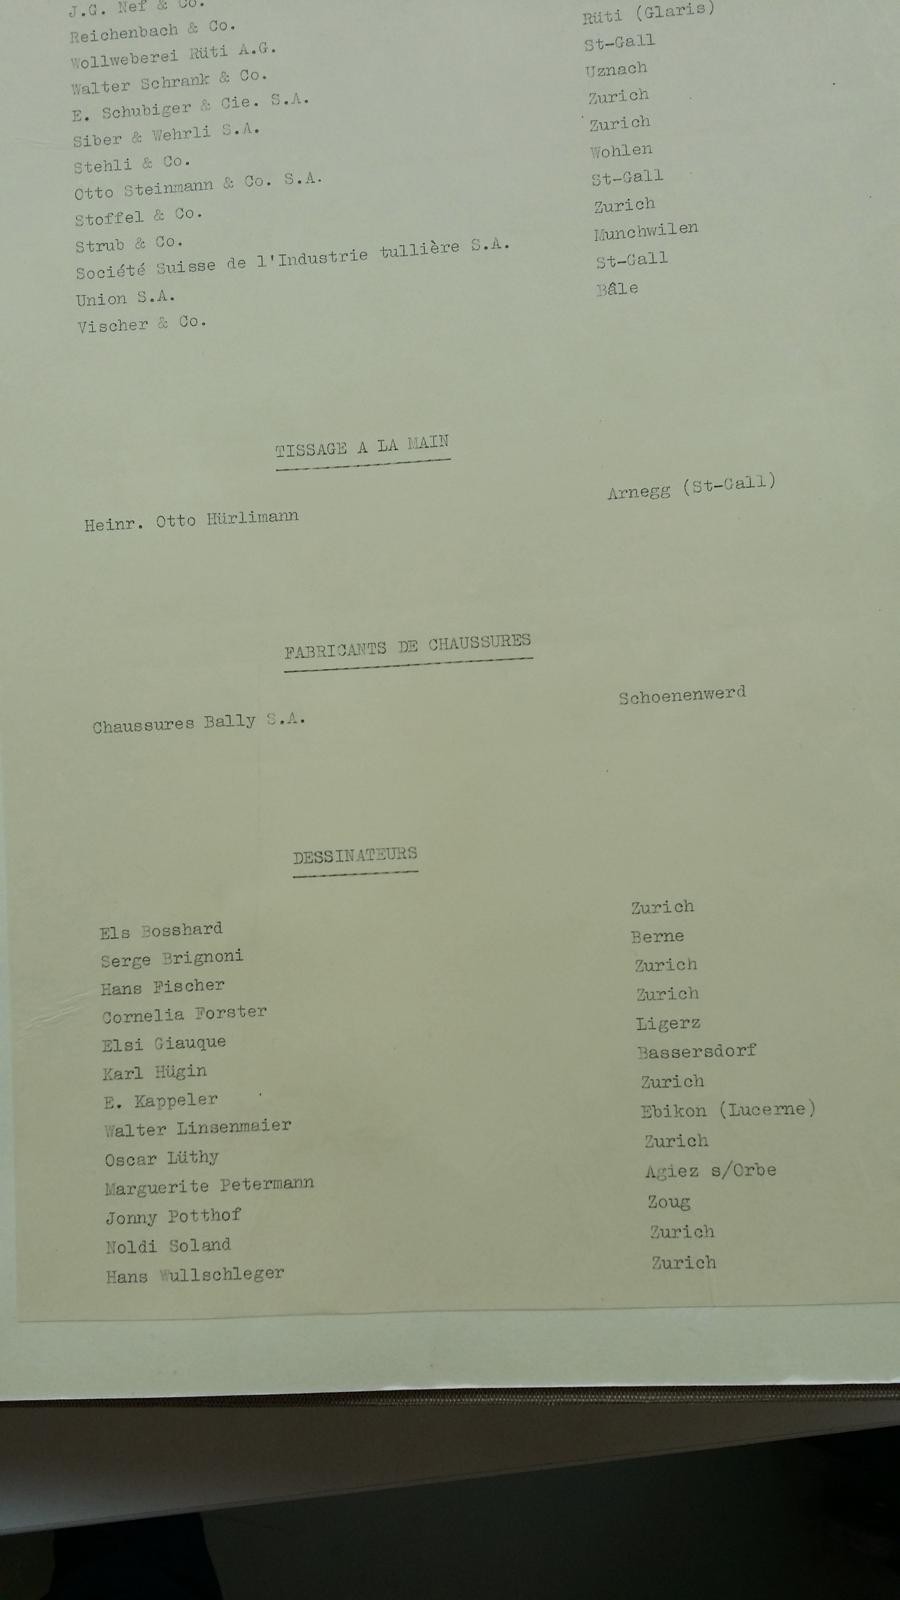 J.G. Nef & Co.
Reichenbach & Co.
Wollweberei Rüti A.G. Rüti (Glaris)
Walter Schrank & Co. St-Gall
E. Schubiger & Cie. S.A. Uznach
Siber & Wehrli S.A. Zurich
Stehli & Co. Zurich
Otto Steinmann & Co. S.A. Wohlen
Stoffel & Co. St-Gall
Strub & Co. Zurich
Société Suisse de l'Industrie tullière S.A. Munchwilen
Union S.A. St-Gall
Vischer & Co. Bâle
TISSAGE A LA MAIN
Heinr. Otto Hürlimann Arnegg (St-Gall)
FABRICANTS DE CHAUSSURES
Chaussures Bally S.A. Schoenenwerd
DESSINATEURS
Els Bosshard Zurich
Serge Brignoni Berne
Hans Fischer Zurich
Cornelia Forster Zurich
Elsi Giauque Ligerz
Karl Hügin Bassersdorf
E. Kappeler Zurich
Walter Linsenmaier Ebikon (Lucerne)
Oscar Lüthy Zurich
Marguerite Petermann Agiez s/Orbe
Jonny Potthof Zoug
Noldi Soland Zurich
Hans Wullschleger Zurich